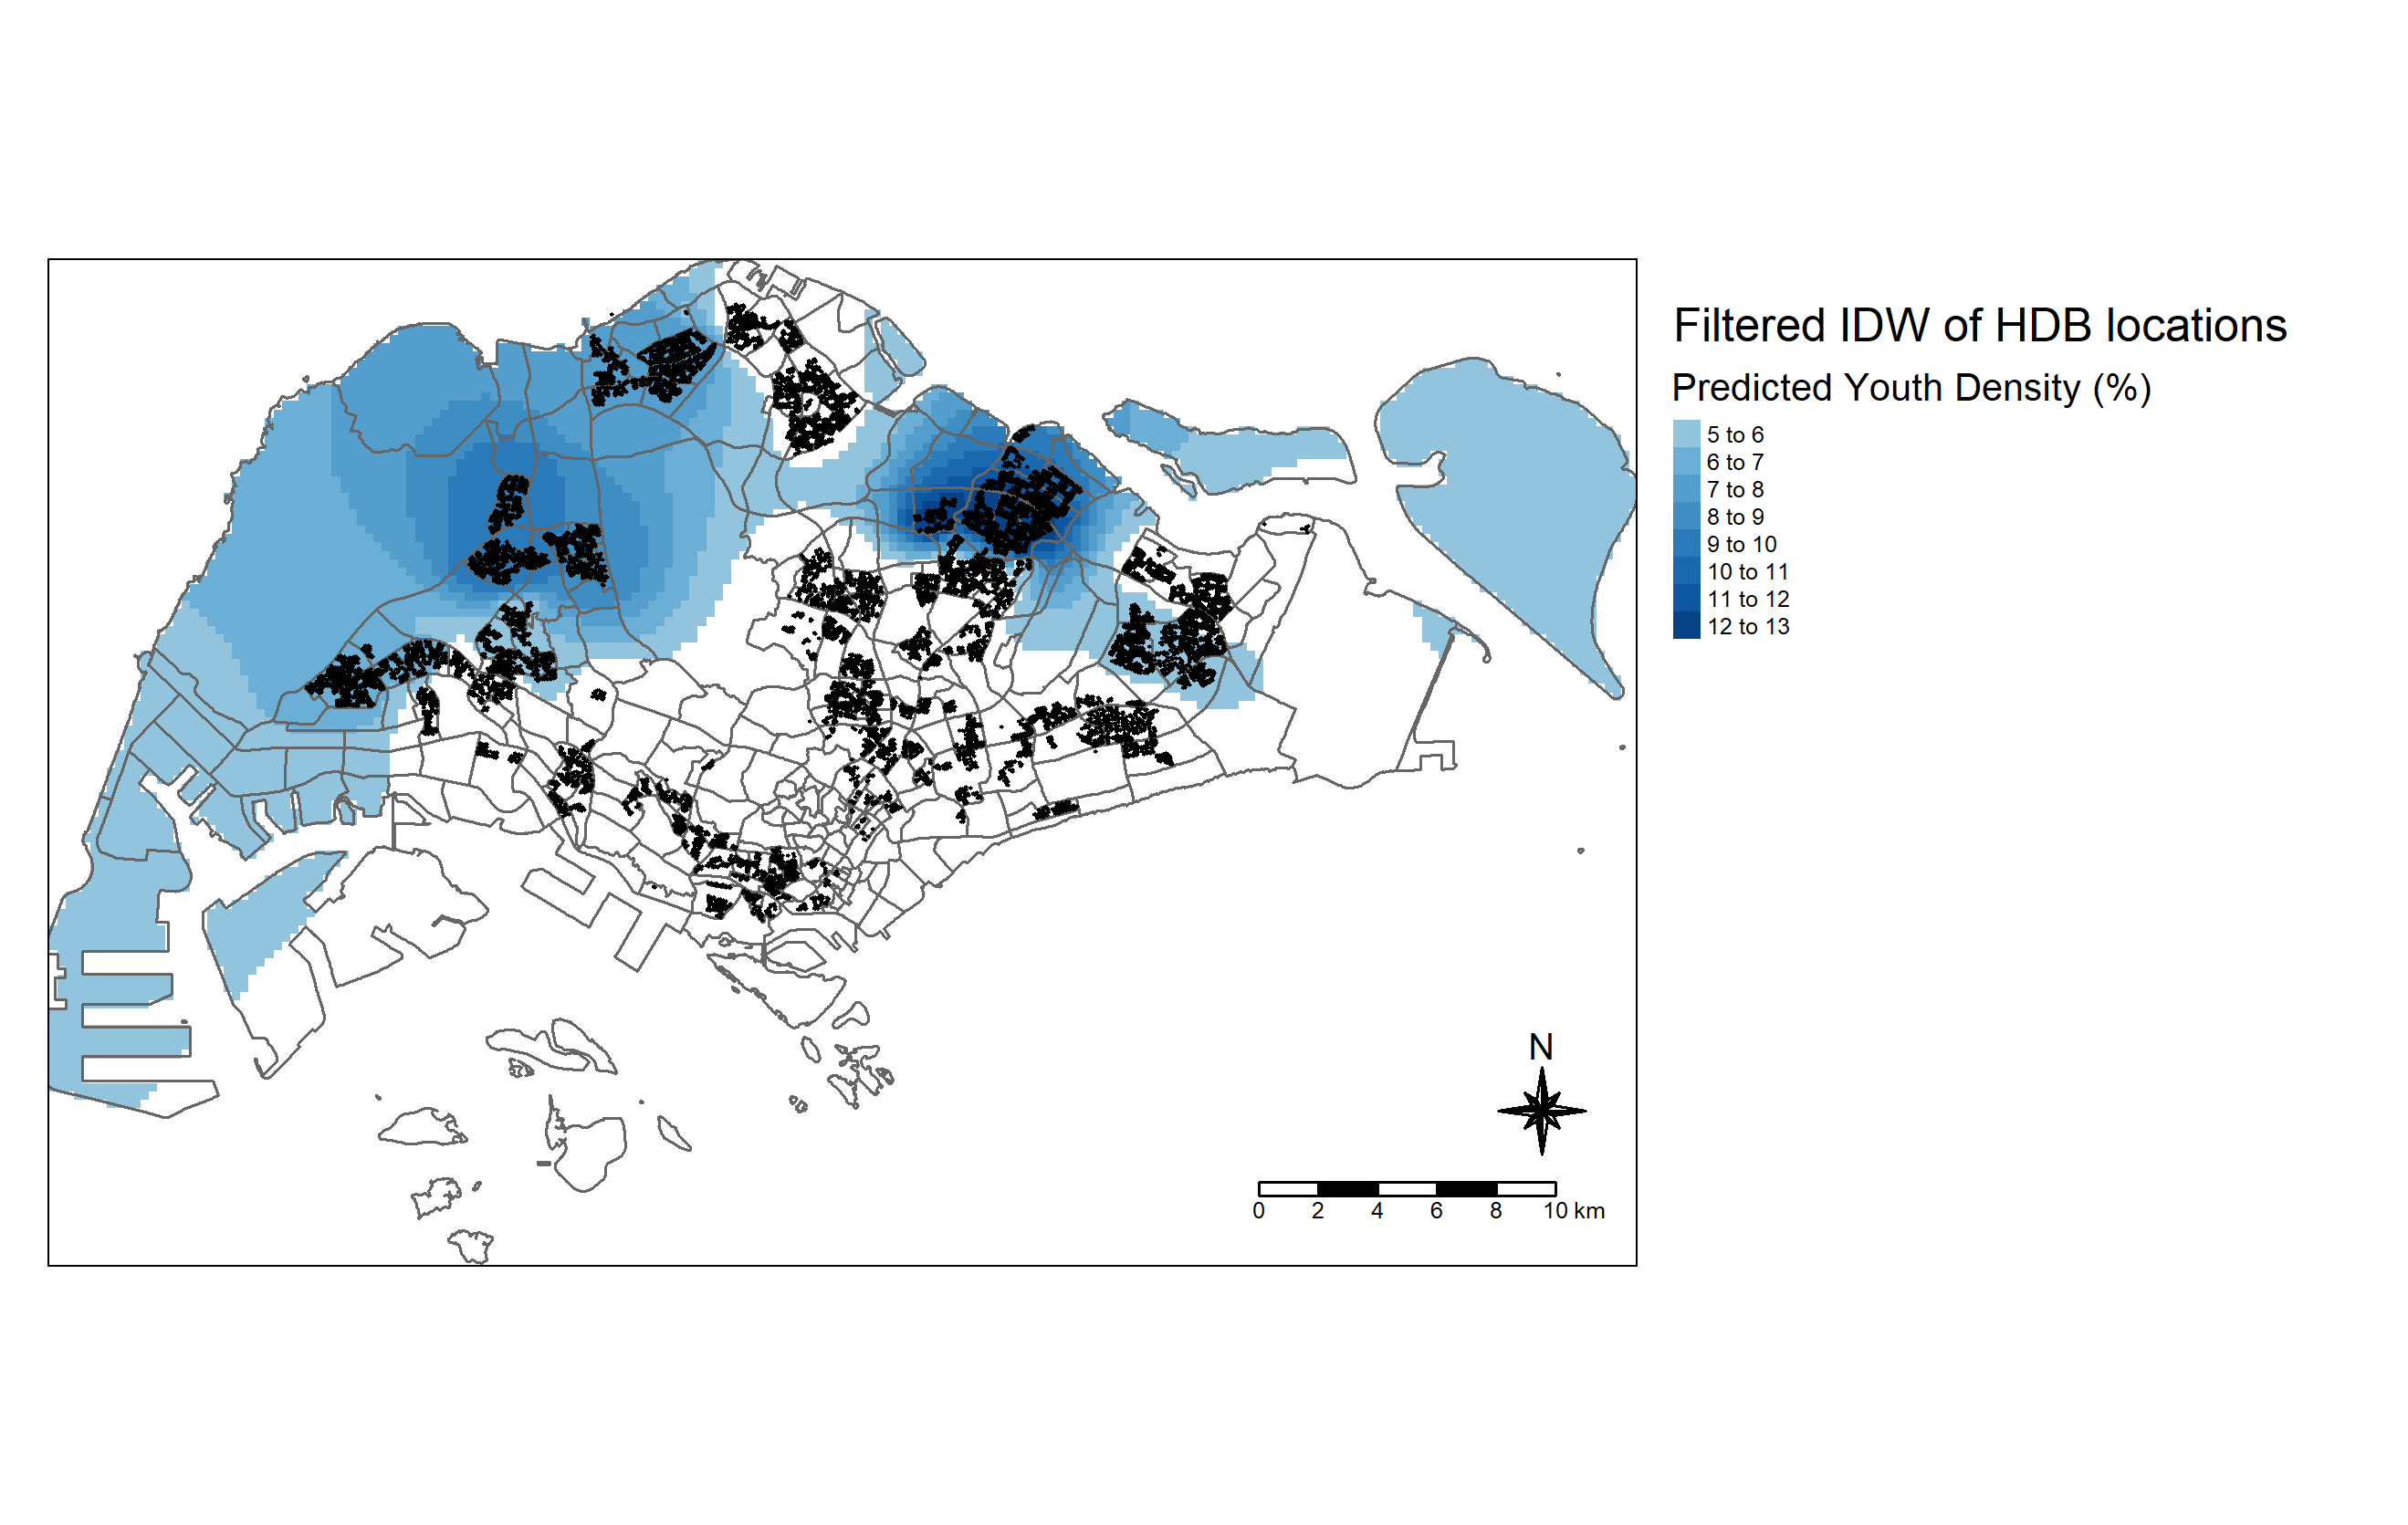 Filtered IDW of HDB locations
Predicted Youth Density (%)
5 to 6
6 to 7
7 to 8
8 to 9
9 to 10
10 to 11
11 to 12
12 to 13
N
0 2 4 6 8 10 km